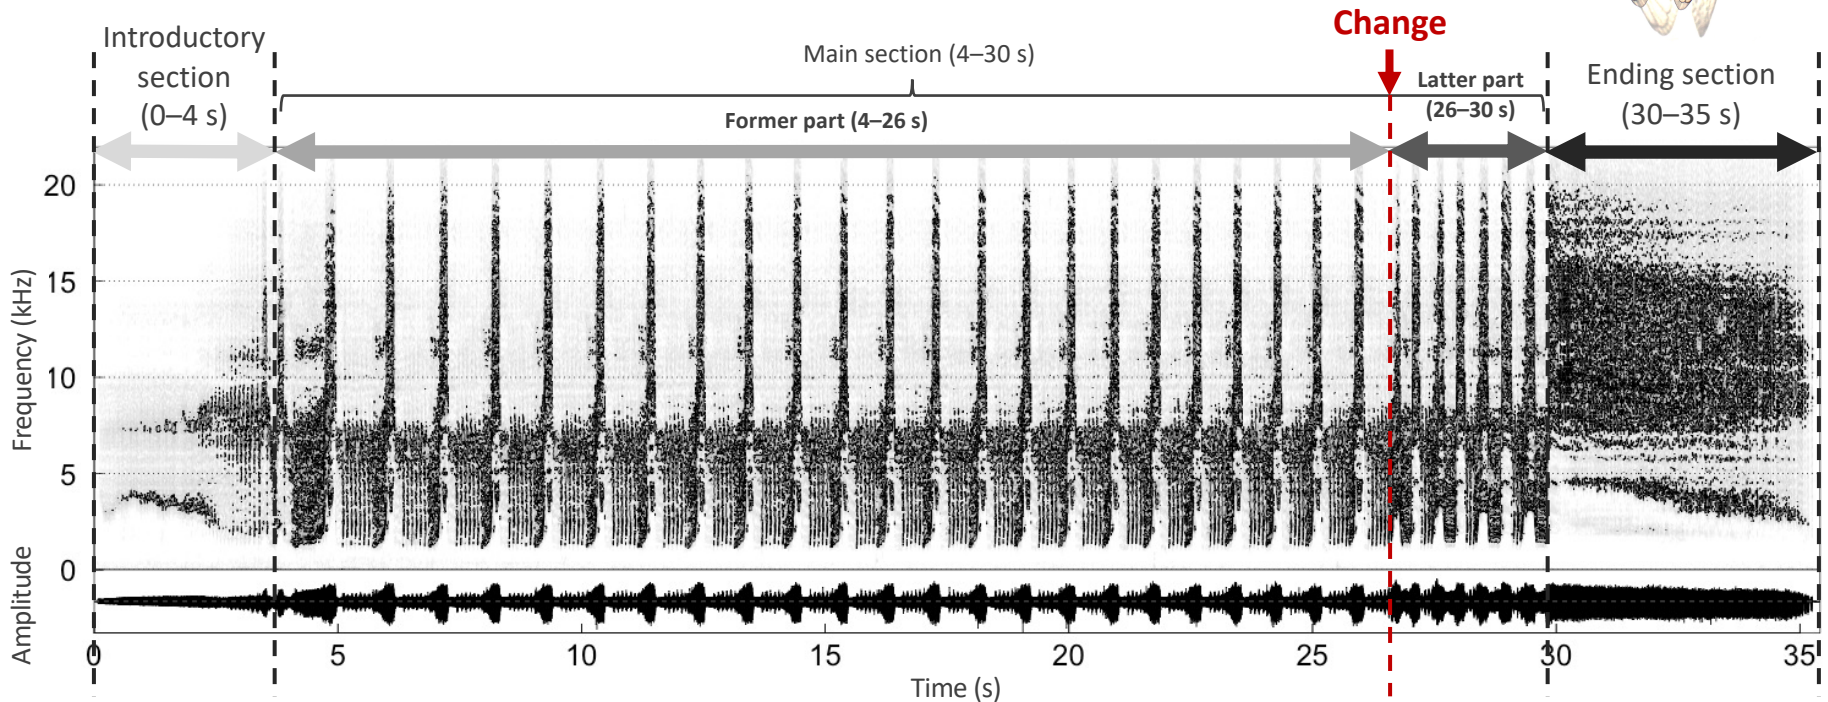 Introductory
section
(0–4 s)
Main section (4–30 s)
Former part (4–26 s)
Change
Latter part
(26–30 s)
Ending section
(30–35 s)
Frequency (kHz)
20
15
10
5
0
Amplitude
0
5
10
15
20
25
30
35
Time (s)